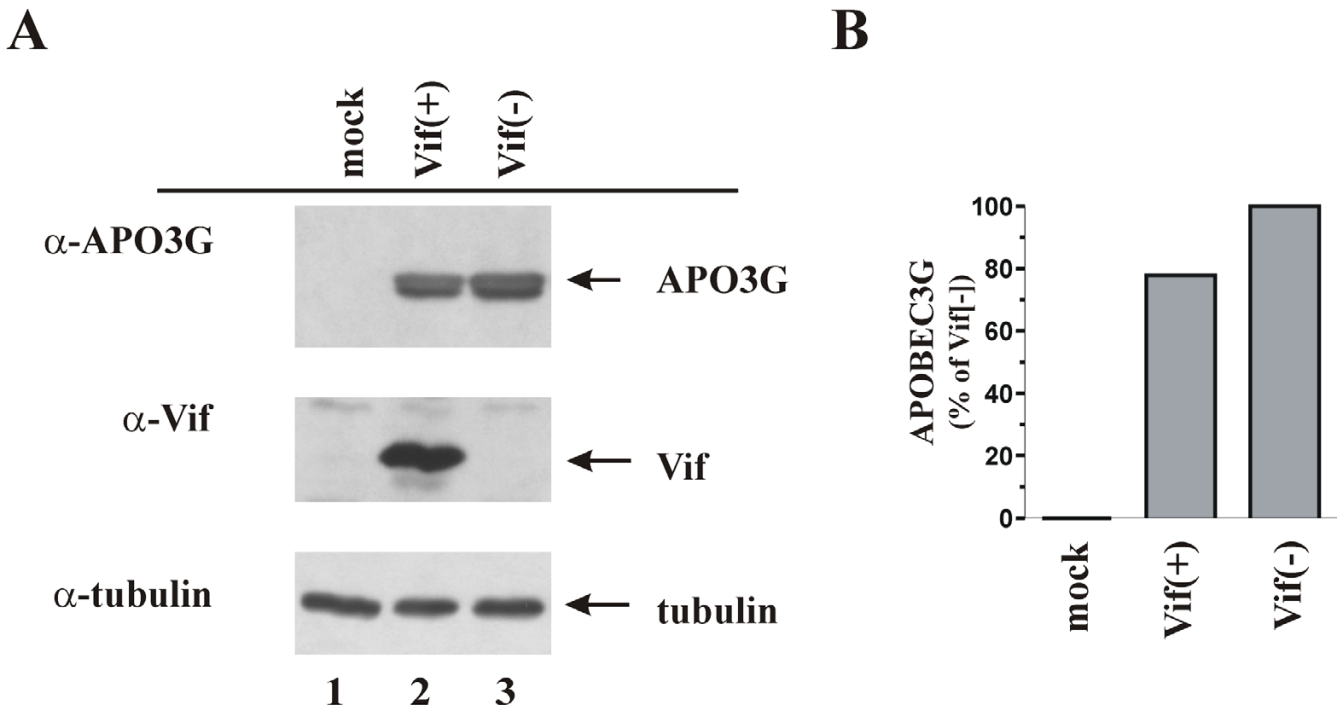 A
mock
Vif(+)
Vif(-)
α-APO3G
APO3G
α-Vif
Vif
α-tubulin
tubulin
1 2 3
B
APOBEC3G
(% of Vif[-])
100
80
60
40
20
0
mock
Vif(+)
Vif(-)